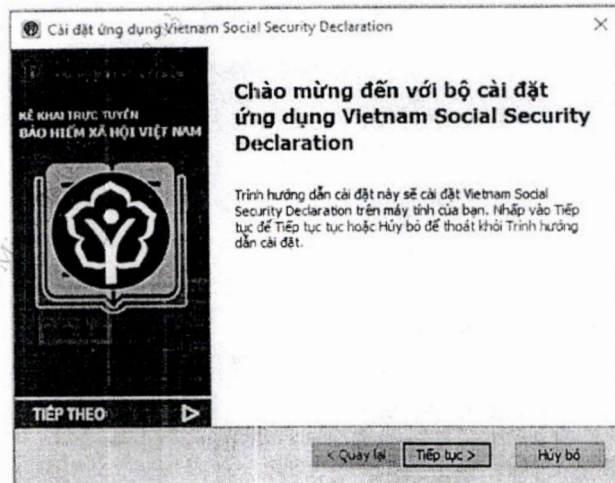 Cài đặt ứng dụng Vietnam Social Security Declaration
KÊ KHAI TRỰC TUYẾN
BẢO HIỂM XÃ HỘI VIỆT NAM
TIẾP THEO
Chào mừng đến với bộ cài đặt
ứng dụng Vietnam Social Security
Declaration
Trình hướng dẫn cài đặt này sẽ cài đặt Vietnam Social
Security Declaration trên máy tính của bạn. Nhấp vào Tiếp
tục để Tiếp tục tục hoặc Hủy bỏ để thoát khỏi Trình hướng
dẫn cài đặt.
< Quay lại
Tiếp tục >
Hủy bỏ